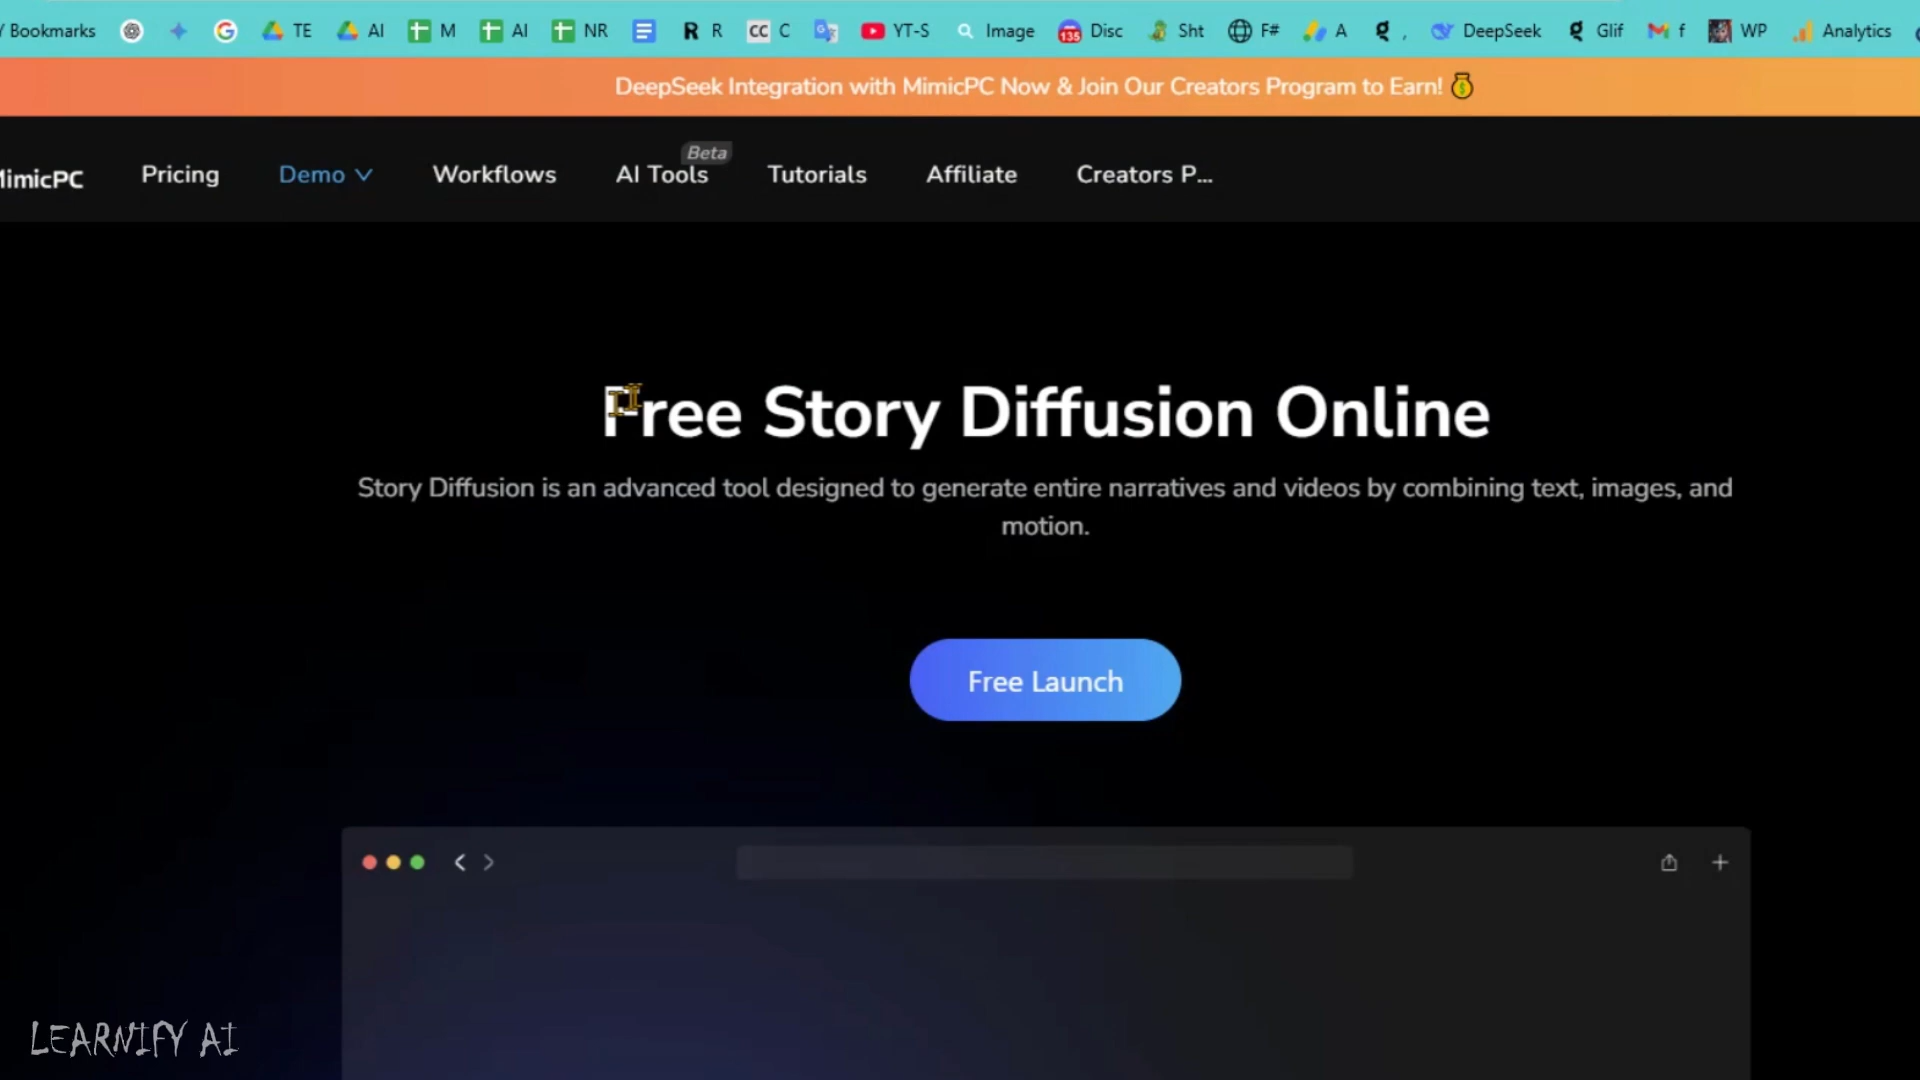 Bookmarks TE AI M AI NR R CC C YT-S Image 135 Disc Sht F# A , DeepSeek Glif f WP Analytics
DeepSeek Integration with MimicPC Now & Join Our Creators Program to Earn!
MimicPC Pricing Demo Workflows AI Tools Beta Tutorials Affiliate Creators P...
Free Story Diffusion Online
Story Diffusion is an advanced tool designed to generate entire narratives and videos by combining text, images, and
motion.
Free Launch
LEARNIFY AI